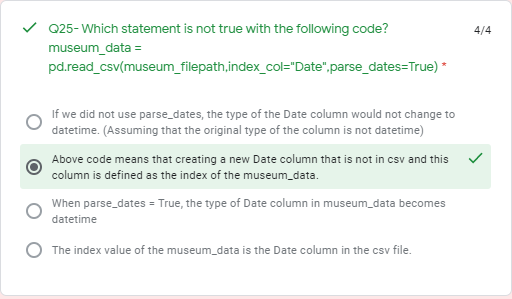 Q25- Which statement is not true with the following code?
4/4
museum_data =
pd.read_csv(museum_filepath,index_col="Date",parse_dates=True) *
If we did not use parse_dates, the type of the Date column would not change to
datetime. (Assuming that the original type of the column is not datetime)
Above code means that creating a new Date column that is not in csv and this
column is defined as the index of the museum_data.
When parse_dates = True, the type of Date column in museum_data becomes
datetime
The index value of the museum_data is the Date column in the csv file.